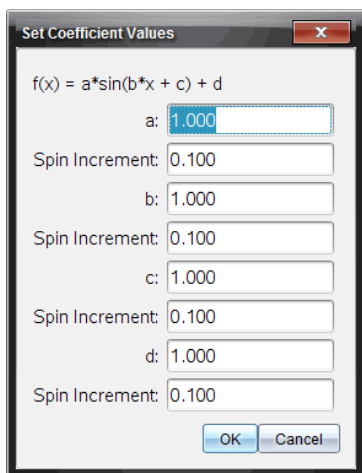 Set Coefficient Values
f(x) = a*sin(b*x + c) + d
a: 1.000
Spin Increment: 0.100
b: 1.000
Spin Increment: 0.100
c: 1.000
Spin Increment: 0.100
d: 1.000
Spin Increment: 0.100
OK Cancel